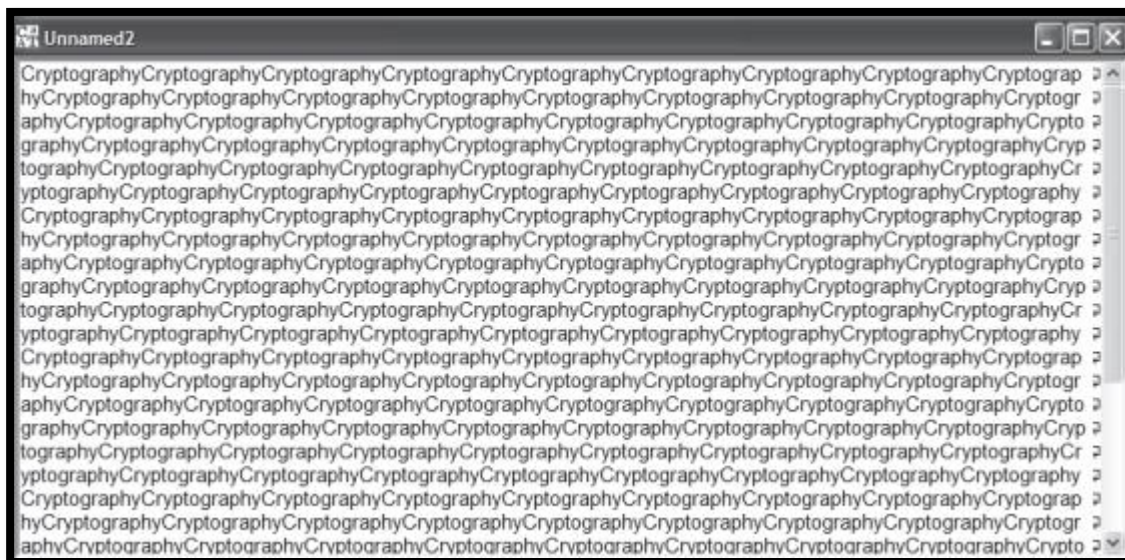 Unnamed2
CryptographyCryptographyCryptographyCryptographyCryptographyCryptographyCryptographyCryptographyCryptograp
hyCryptographyCryptographyCryptographyCryptographyCryptographyCryptographyCryptographyCryptographyCryptogr
aphyCryptographyCryptographyCryptographyCryptographyCryptographyCryptographyCryptographyCryptographyCrypto
graphyCryptographyCryptographyCryptographyCryptographyCryptographyCryptographyCryptographyCryptographyCryp
tographyCryptographyCryptographyCryptographyCryptographyCryptographyCryptographyCryptographyCryptographyCr
yptographyCryptographyCryptographyCryptographyCryptographyCryptographyCryptographyCryptographyCryptography
CryptographyCryptographyCryptographyCryptographyCryptographyCryptographyCryptographyCryptographyCryptograp
hyCryptographyCryptographyCryptographyCryptographyCryptographyCryptographyCryptographyCryptographyCryptogr
aphyCryptographyCryptographyCryptographyCryptographyCryptographyCryptographyCryptographyCryptographyCrypto
graphyCryptographyCryptographyCryptographyCryptographyCryptographyCryptographyCryptographyCryptographyCryp
tographyCryptographyCryptographyCryptographyCryptographyCryptographyCryptographyCryptographyCryptographyCr
yptographyCryptographyCryptographyCryptographyCryptographyCryptographyCryptographyCryptographyCryptography
CryptographyCryptographyCryptographyCryptographyCryptographyCryptographyCryptographyCryptographyCryptograp
hyCryptographyCryptographyCryptographyCryptographyCryptographyCryptographyCryptographyCryptographyCryptogr
aphyCryptographyCryptographyCryptographyCryptographyCryptographyCryptographyCryptographyCryptographyCrypto
graphyCryptographyCryptographyCryptographyCryptographyCryptographyCryptographyCryptographyCryptographyCryp
tographyCryptographyCryptographyCryptographyCryptographyCryptographyCryptographyCryptographyCryptographyCr
yptographyCryptographyCryptographyCryptographyCryptographyCryptographyCryptographyCryptographyCryptography
CryptographyCryptographyCryptographyCryptographyCryptographyCryptographyCryptographyCryptographyCryptograp
hyCryptographyCryptographyCryptographyCryptographyCryptographyCryptographyCryptographyCryptographyCryptogr
aphyCryptographyCryptographyCryptographyCryptographyCryptographyCryptographyCryptographyCryptographyCrypto